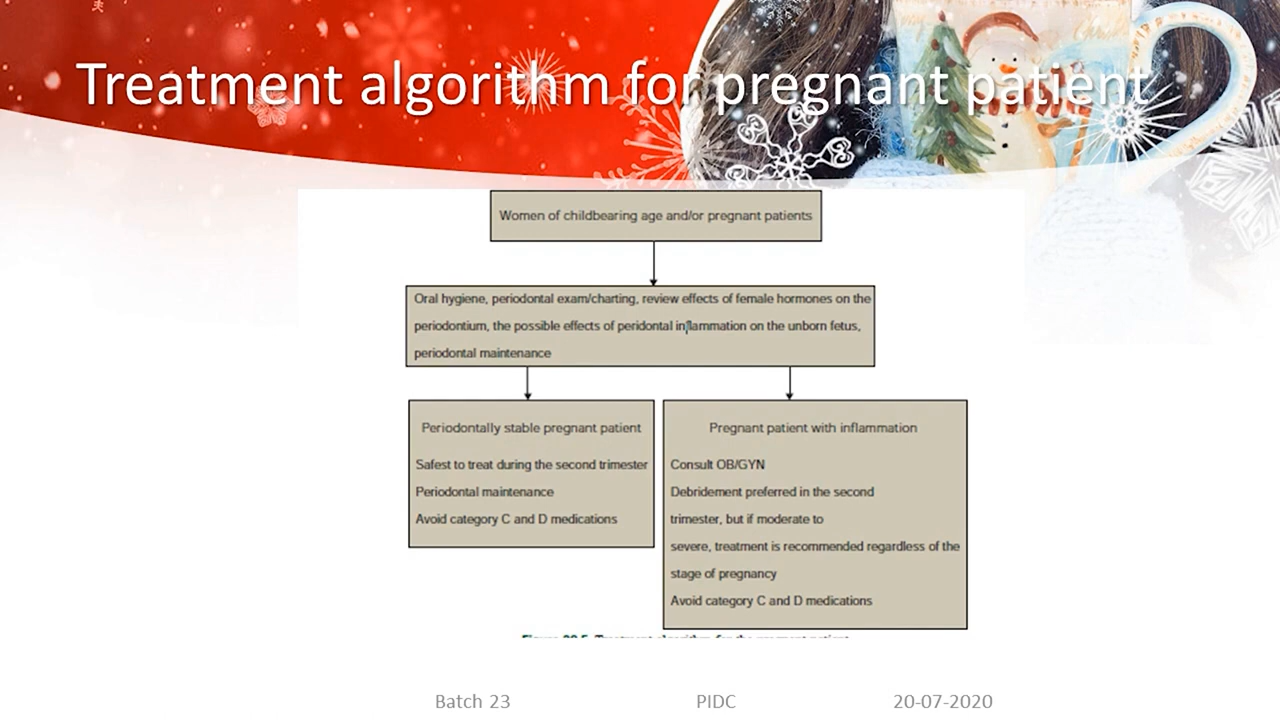 Treatment algorithm for pregnant patient
Women of childbearing age and/or pregnant patients
Oral hygiene, periodontal exam/charting, review effects of female hormones on the
periodontium, the possible effects of peridontal inflammation on the unborn fetus,
periodontal maintenance
Periodontally stable pregnant patient
Safest to treat during the second trimester
Periodontal maintenance
Avoid category C and D medications
Pregnant patient with inflammation
Consult OB/GYN
Debridement preferred in the second
trimester, but if moderate to
severe, treatment is recommended regardless of the
stage of pregnancy
Avoid category C and D medications
Batch 23
PIDC
20-07-2020